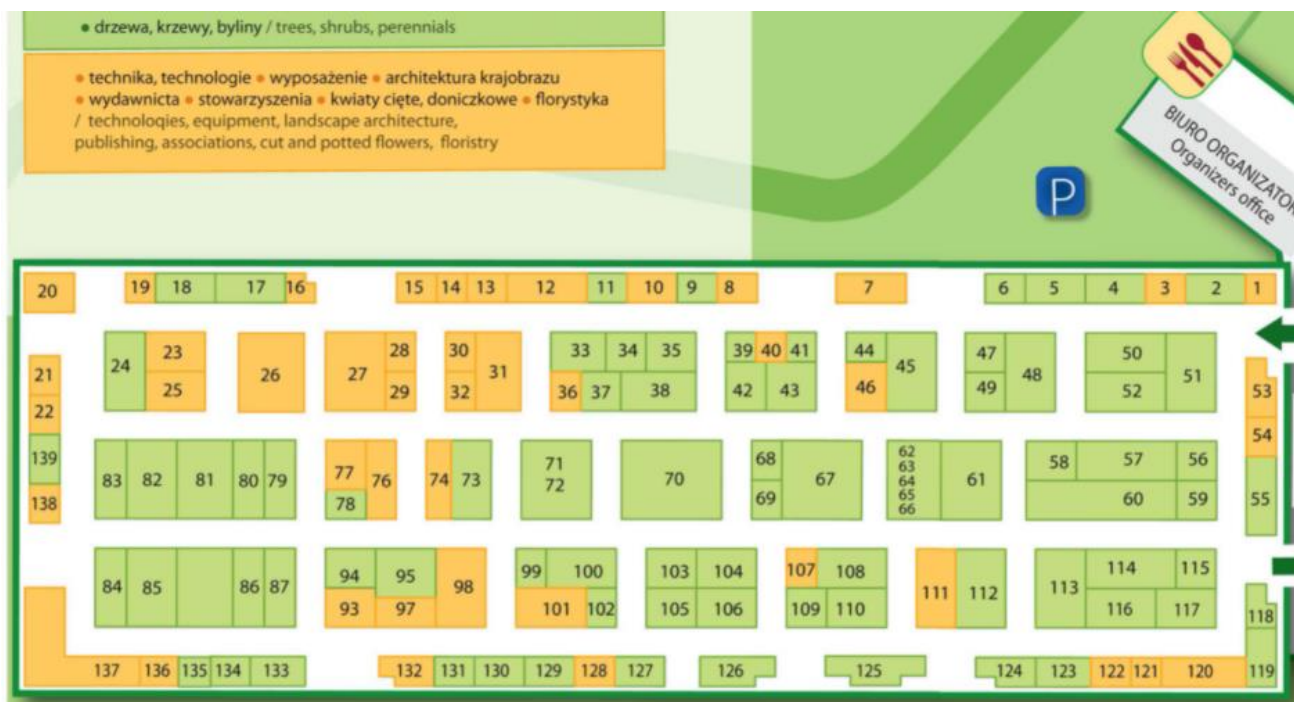 • drzewa, krzewy, byliny / trees, shrubs, perennials
• technika, technologie • wyposażenie • architektura krajobrazu
• wydawnicta • stowarzyszenia • kwiaty cięte, doniczkowe • florystyka
/ technologies, equipment, landscape architecture,
publishing, associations, cut and potted flowers, floristry
BIURO ORGANIZATOR
Organizers office
P
20 19 18 17 16 15 14 13 12 11 10 9 8 7 6 5 4 3 2 1
24 23 26 27 28 30 31 33 34 35 39 40 41 44 45 47 48 50 51
21 25 29 32 36 37 38 42 43 46 49 52 53
22 54
139 83 82 81 80 79 77 76 74 73 71 70 68 67 62 61 58 57 56
72 63
64
138 78 69 65 60 59 55
66
84 85 86 87 94 95 98 99 100 103 104 107 108 111 112 113 114 115
93 97 101 102 105 106 109 110 116 117 118
137 136 135 134 133 132 131 130 129 128 127 126 125 124 123 122 121 120 119